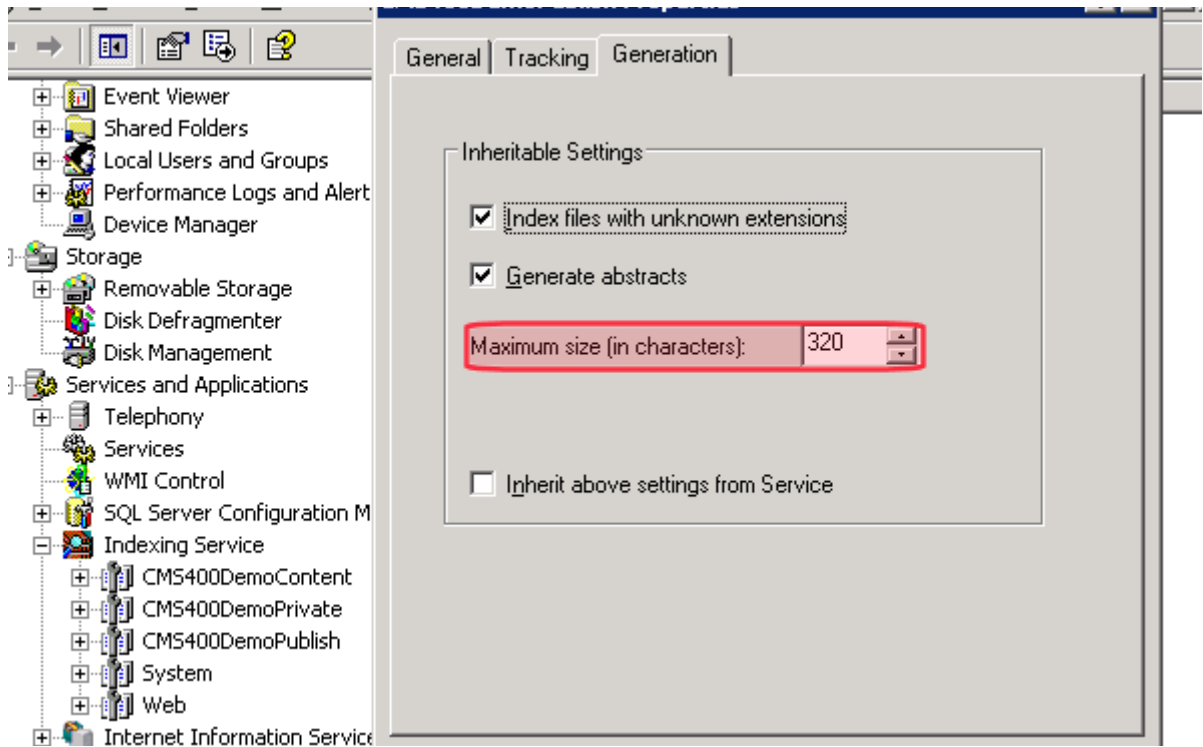 General Tracking Generation
Event Viewer
Shared Folders
Local Users and Groups
Performance Logs and Alert
Device Manager
Storage
Removable Storage
Disk Defragmenter
Disk Management
Services and Applications
Telephony
Services
WMI Control
SQL Server Configuration M
Indexing Service
CMS400DemoContent
CMS400DemoPrivate
CMS400DemoPublish
System
Web
Internet Information Service
Inheritable Settings
Index files with unknown extensions
Generate abstracts
Maximum size (in characters): 320
Inherit above settings from Service